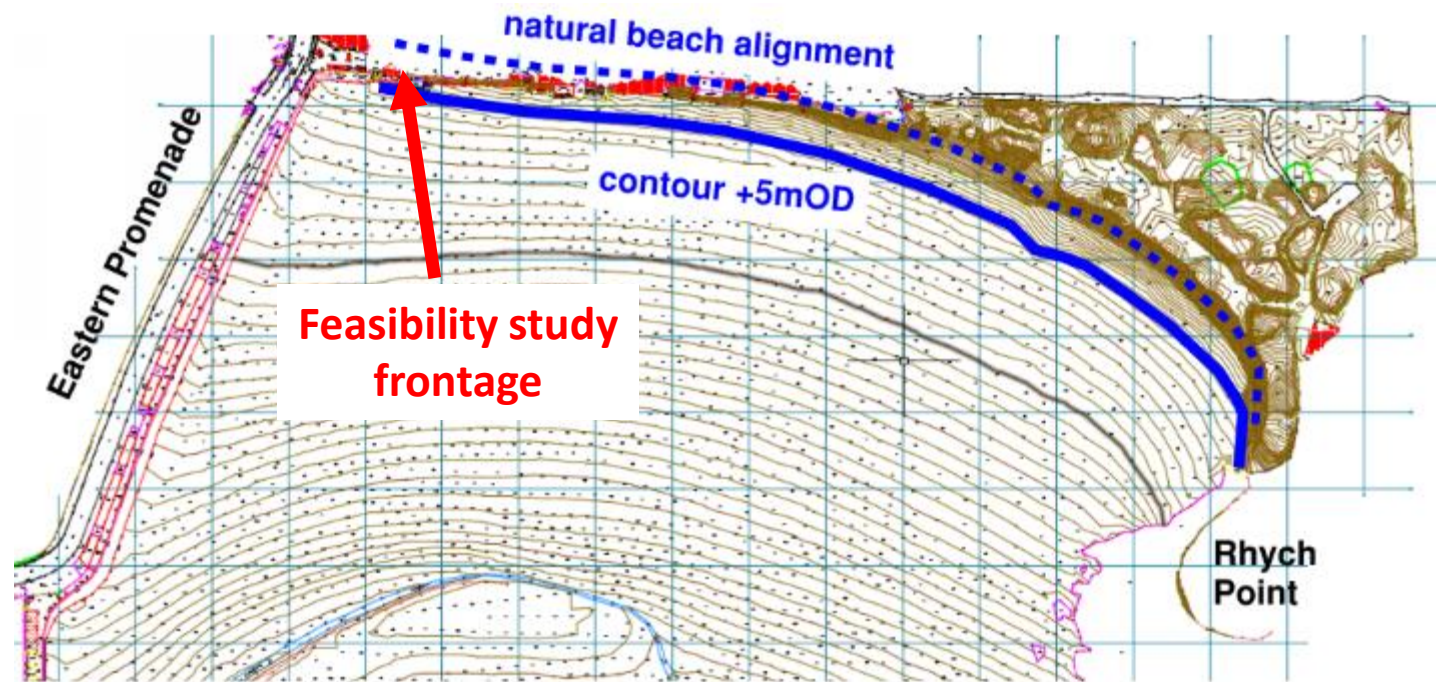 natural beach alignment
Eastern Promenade
contour +5mOD
Feasibility study
frontage
Rhych
Point